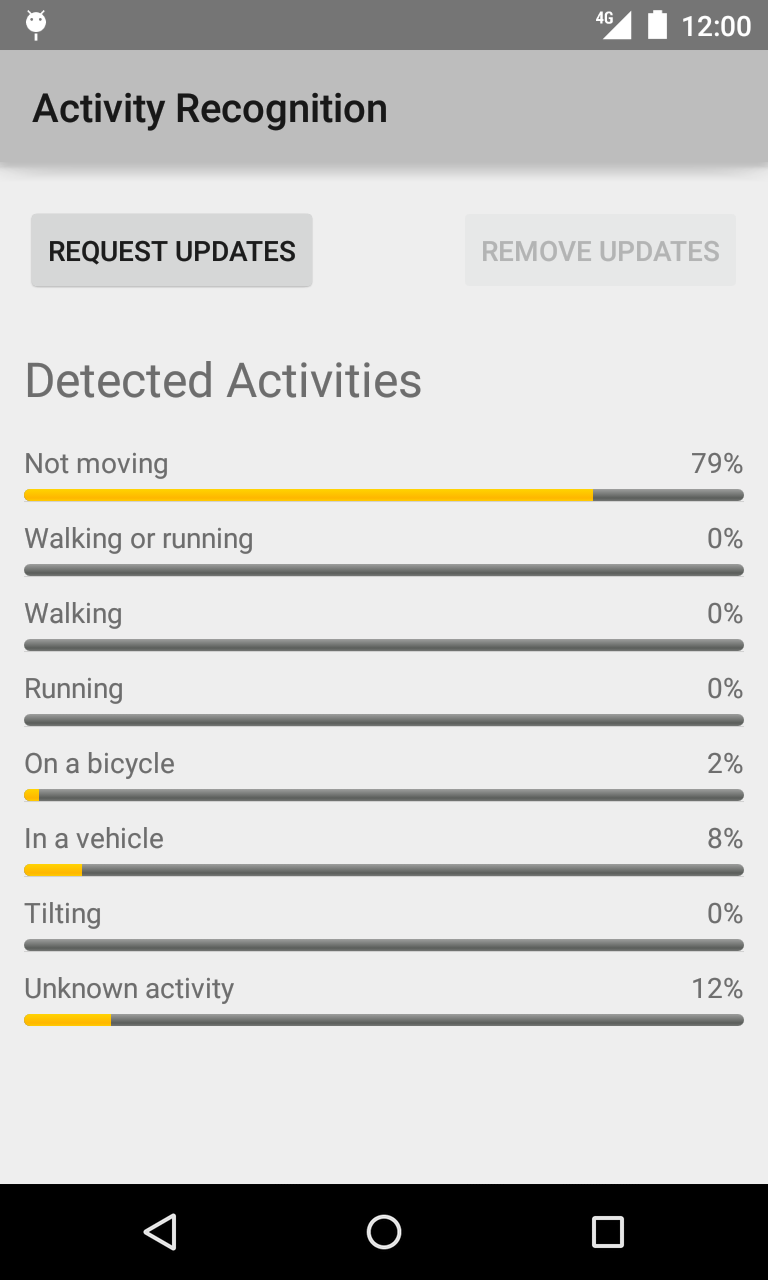 4G 12:00
Activity Recognition
REQUEST UPDATES REMOVE UPDATES
Detected Activities
Not moving 79%
Walking or running 0%
Walking 0%
Running 0%
On a bicycle 2%
In a vehicle 8%
Tilting 0%
Unknown activity 12%